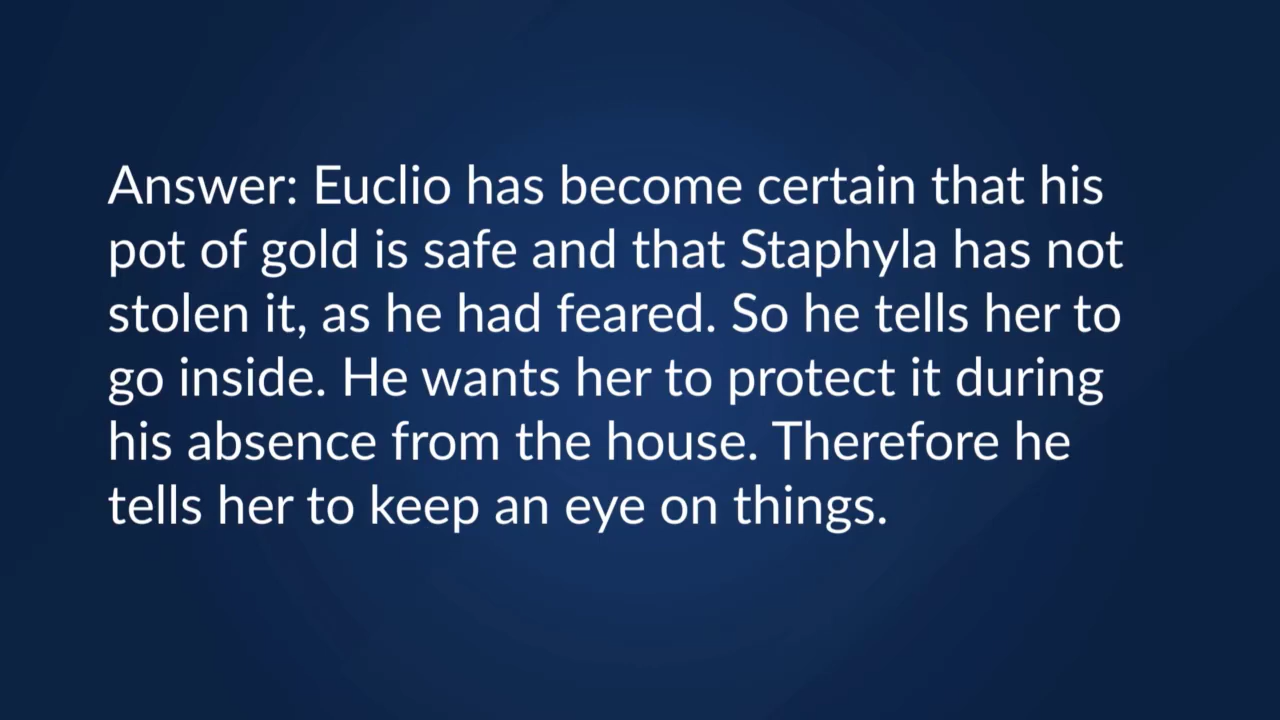 Answer: Euclio has become certain that his
pot of gold is safe and that Staphyla has not
stolen it, as he had feared. So he tells her to
go inside. He wants her to protect it during
his absence from the house. Therefore he
tells her to keep an eye on things.